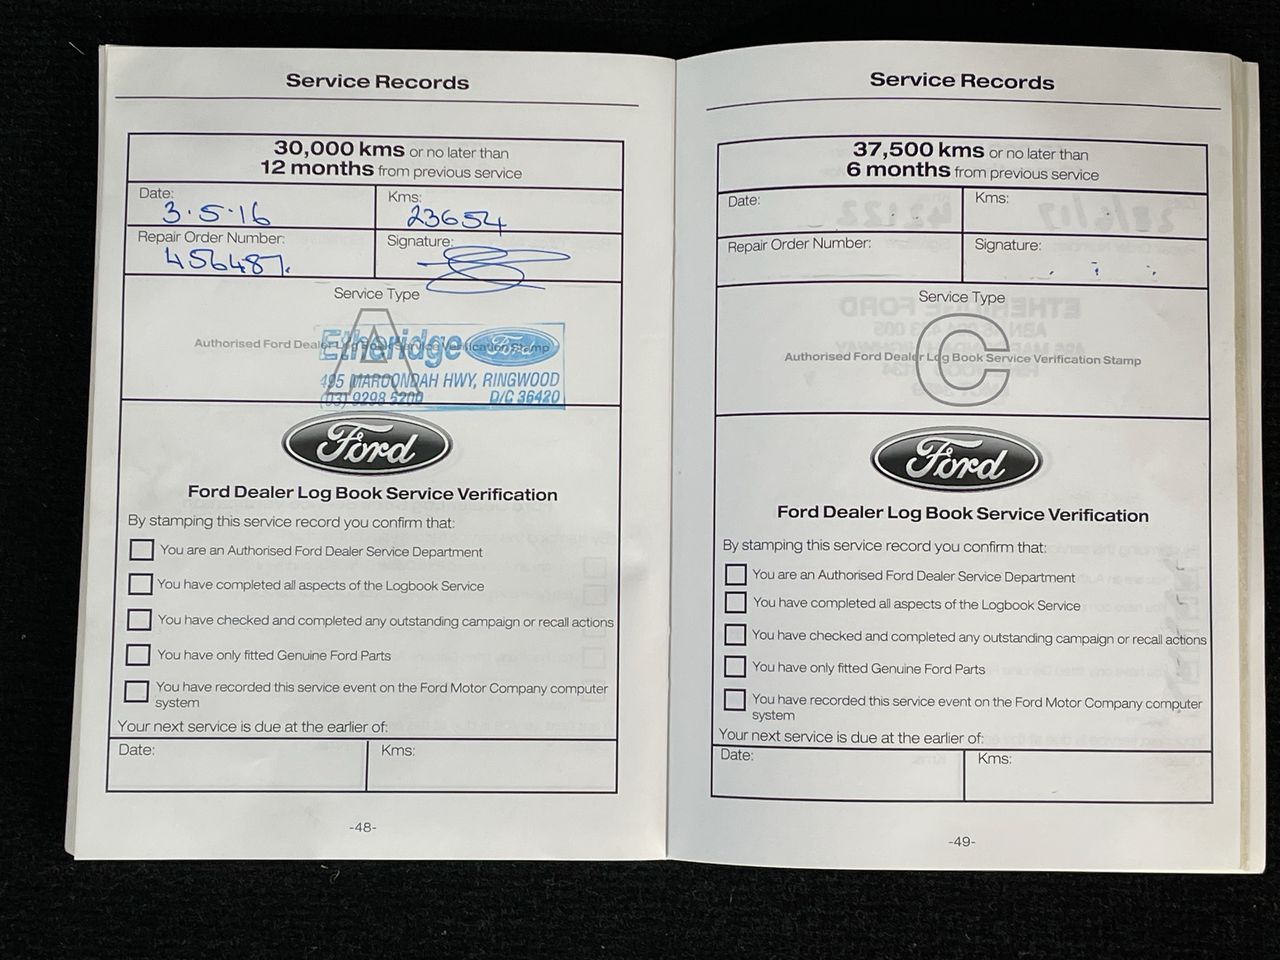 Service Records
30,000 kms or no later than
12 months from previous service
Date:
3.5.16
Kms:
23654
Repair Order Number:
456487.
Signature:
Service Type
A
Authorised Ford Dealer Log Book Service Verification Stamp
Etheridge Ford
495 MAROONDAH HWY, RINGWOOD
(03) 9298 5200 D/C 36420
Ford
Ford Dealer Log Book Service Verification
By stamping this service record you confirm that:
You are an Authorised Ford Dealer Service Department
You have completed all aspects of the Logbook Service
You have checked and completed any outstanding campaign or recall actions
You have only fitted Genuine Ford Parts
You have recorded this service event on the Ford Motor Company computer
system
Your next service is due at the earlier of:
Date:
Kms:
-48-
Service Records
37,500 kms or no later than
6 months from previous service
Date:
Kms:
Repair Order Number:
Signature:
Service Type
C
Authorised Ford Dealer Log Book Service Verification Stamp
Ford
Ford Dealer Log Book Service Verification
By stamping this service record you confirm that:
You are an Authorised Ford Dealer Service Department
You have completed all aspects of the Logbook Service
You have checked and completed any outstanding campaign or recall actions
You have only fitted Genuine Ford Parts
You have recorded this service event on the Ford Motor Company computer
system
Your next service is due at the earlier of:
Date:
Kms:
-49-